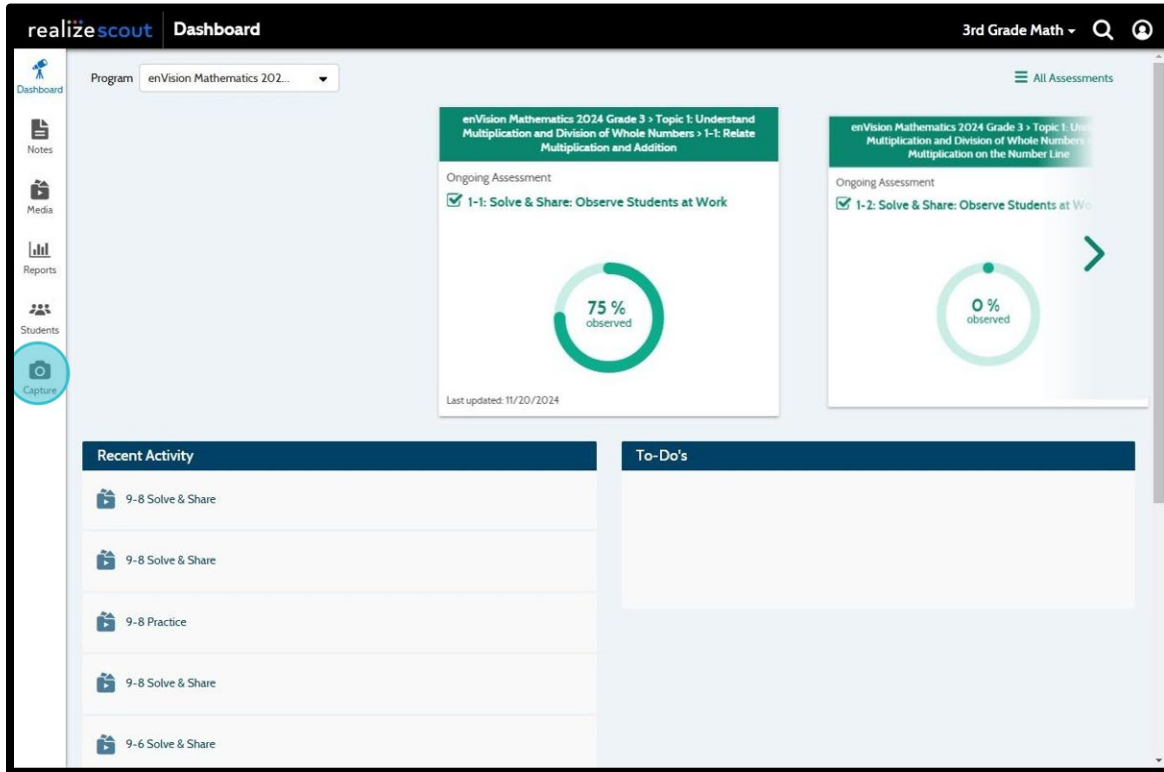 realizescout Dashboard
3rd Grade Math
Dashboard
Notes
Media
Reports
Students
Capture
Program enVision Mathematics 202...
All Assessments
enVision Mathematics 2024 Grade 3 > Topic 1: Understand
Multiplication and Division of Whole Numbers > 1-1: Relate
Multiplication and Addition
Ongoing Assessment
1-1: Solve & Share: Observe Students at Work
75 %
observed
Last updated: 11/20/2024
enVision Mathematics 2024 Grade 3 > Topic 1:
Multiplication and Division of Whole Numbers
Multiplication on the Number Line
Ongoing Assessment
1-2: Solve & Share: Observe Students at
0 %
observed
Recent Activity
9-8 Solve & Share
9-8 Solve & Share
9-8 Practice
9-8 Solve & Share
9-6 Solve & Share
To-Do's